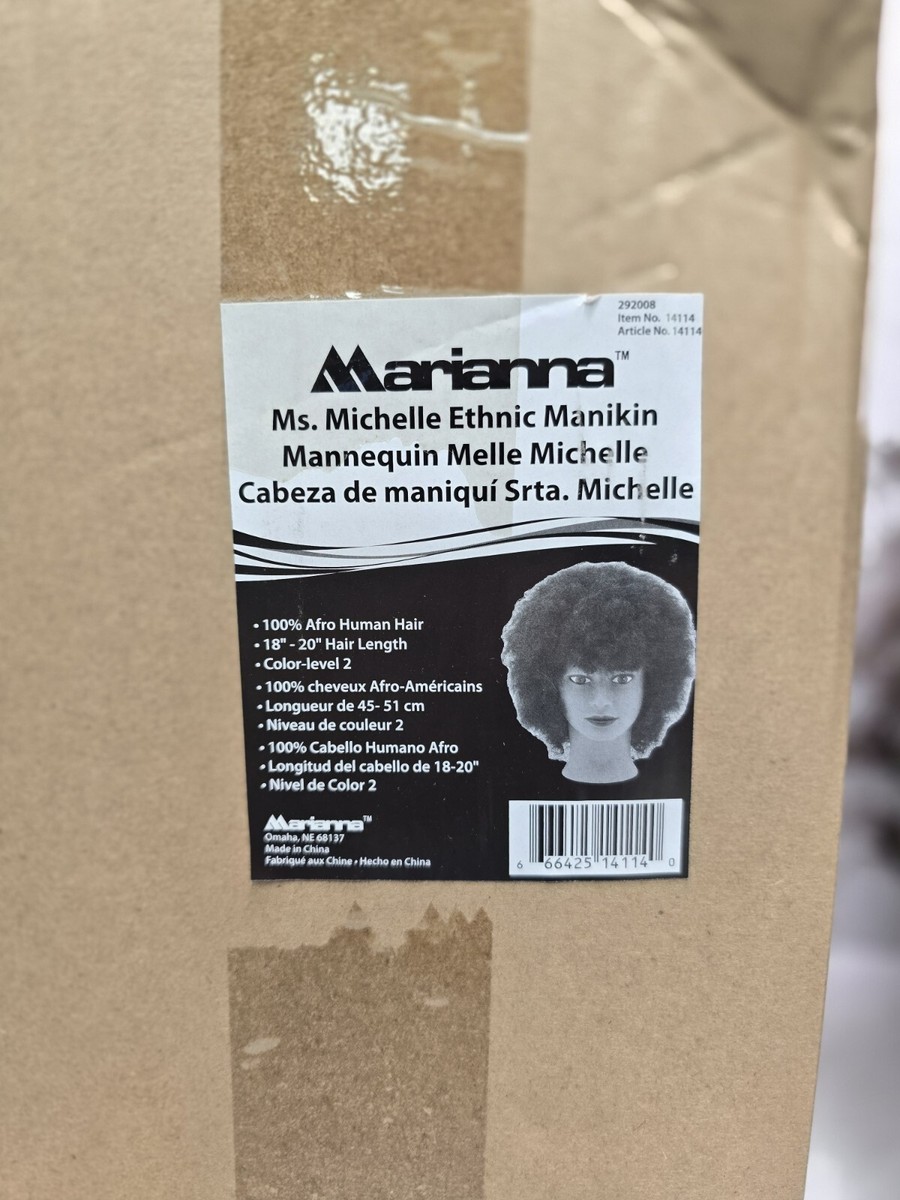 292008
Item No. 14114
Article No. 14114
Marianna™
Ms. Michelle Ethnic Manikin
Mannequin Melle Michelle
Cabeza de maniquí Srta. Michelle
• 100% Afro Human Hair
• 18" - 20" Hair Length
• Color-level 2
• 100% cheveux Afro-Américains
• Longueur de 45- 51 cm
• Niveau de couleur 2
• 100% Cabello Humano Afro
• Longitud del cabello de 18-20"
• Nivel de Color 2
Marianna™
Omaha, NE 68137
Made in China
Fabriqué aux Chine • Hecho en China
6 66425 14114 0